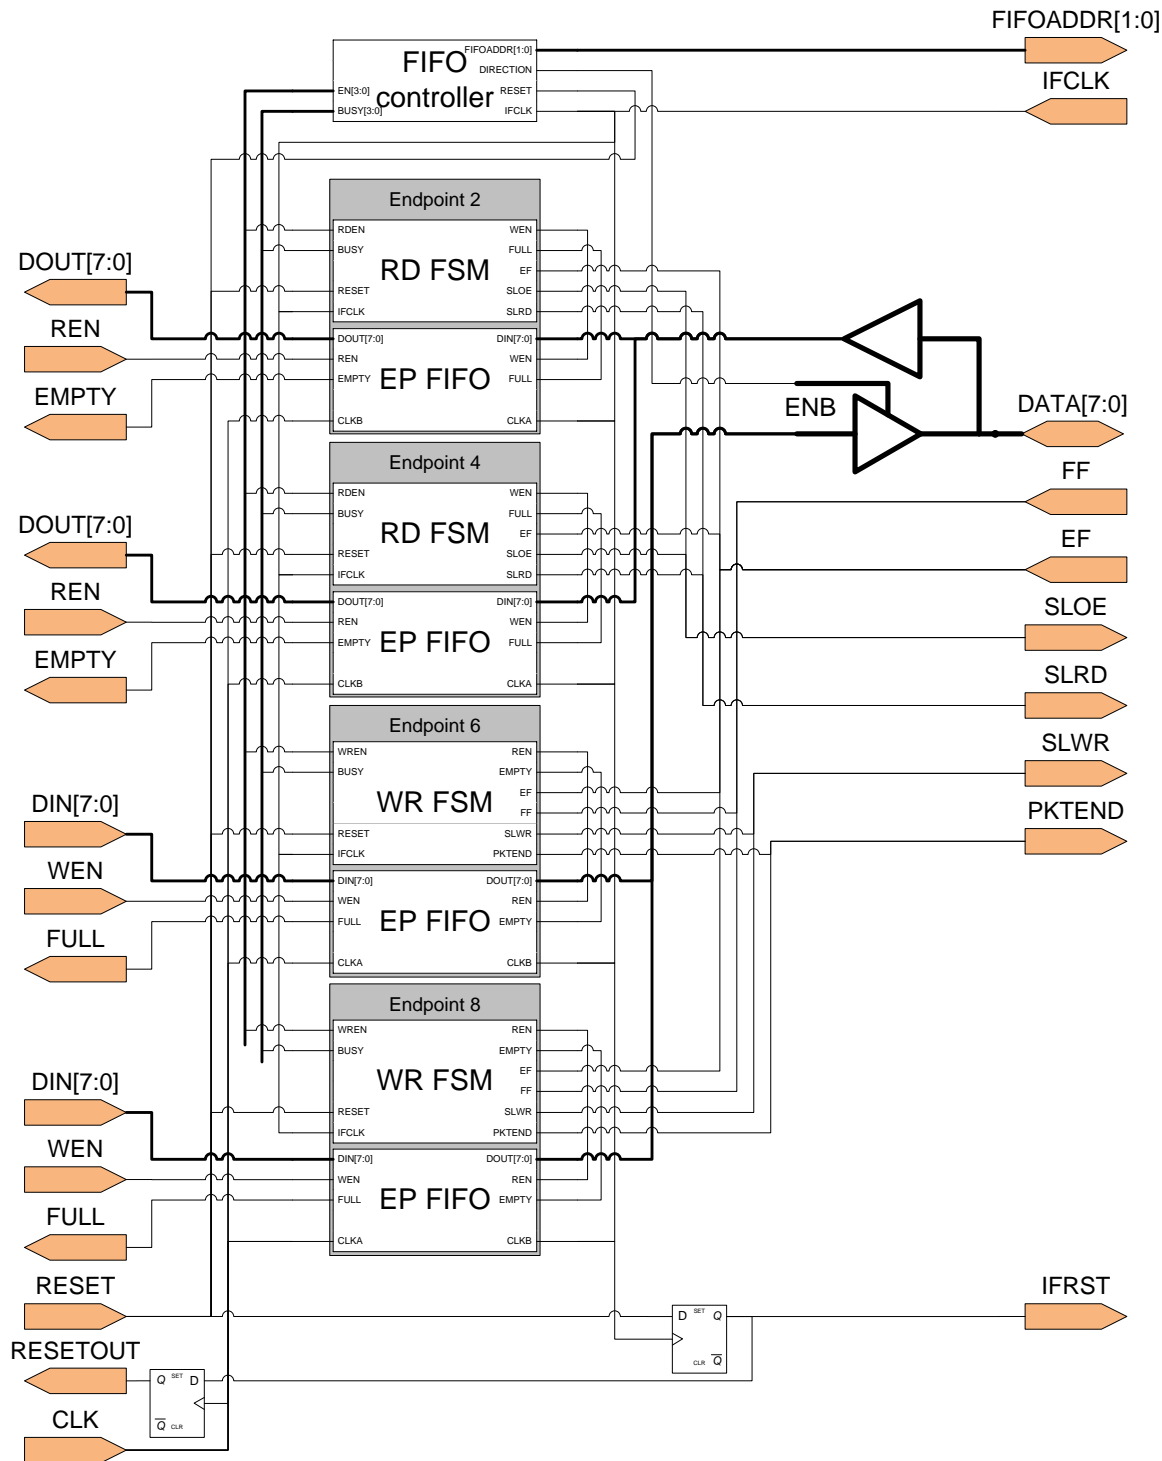 FIFOADDR[1:0]
FIFOADDR[1:0]
FIFO
DIRECTION
IFCLK
EN[3:0]
controller
RESET
BUSY[3:0]
IFCLK
Endpoint 2
RDEN
WEN
BUSY
FULL
DOUT[7:0]
RD FSM
EF
RESET
SLOE
IFCLK
SLRD
REN
DOUT[7:0]
DIN[7:0]
REN
WEN
EMPTY
EP FIFO
EMPTY
FULL
ENB
DATA[7:0]
CLKB
CLKA
Endpoint 4
FF
RDEN
WEN
BUSY
FULL
DOUT[7:0]
RD FSM
EF
EF
RESET
SLOE
IFCLK
SLRD
REN
DOUT[7:0]
DIN[7:0]
SLOE
REN
WEN
EMPTY
EP FIFO
EMPTY
FULL
SLRD
CLKB
CLKA
Endpoint 6
SLWR
WREN
REN
BUSY
EMPTY
WR FSM
EF
DIN[7:0]
FF
PKTEND
RESET
SLWR
IFCLK
PKTEND
WEN
DIN[7:0]
DOUT[7:0]
WEN
REN
FULL
EP FIFO
FULL
EMPTY
CLKA
CLKB
Endpoint 8
WREN
REN
BUSY
EMPTY
DIN[7:0]
WR FSM
EF
FF
RESET
SLWR
IFCLK
PKTEND
WEN
DIN[7:0]
DOUT[7:0]
WEN
REN
FULL
EP FIFO
FULL
EMPTY
CLKA
CLKB
RESET
IFRST
D SET Q
CLR Q
RESETOUT
Q SET D
Q CLR
CLK